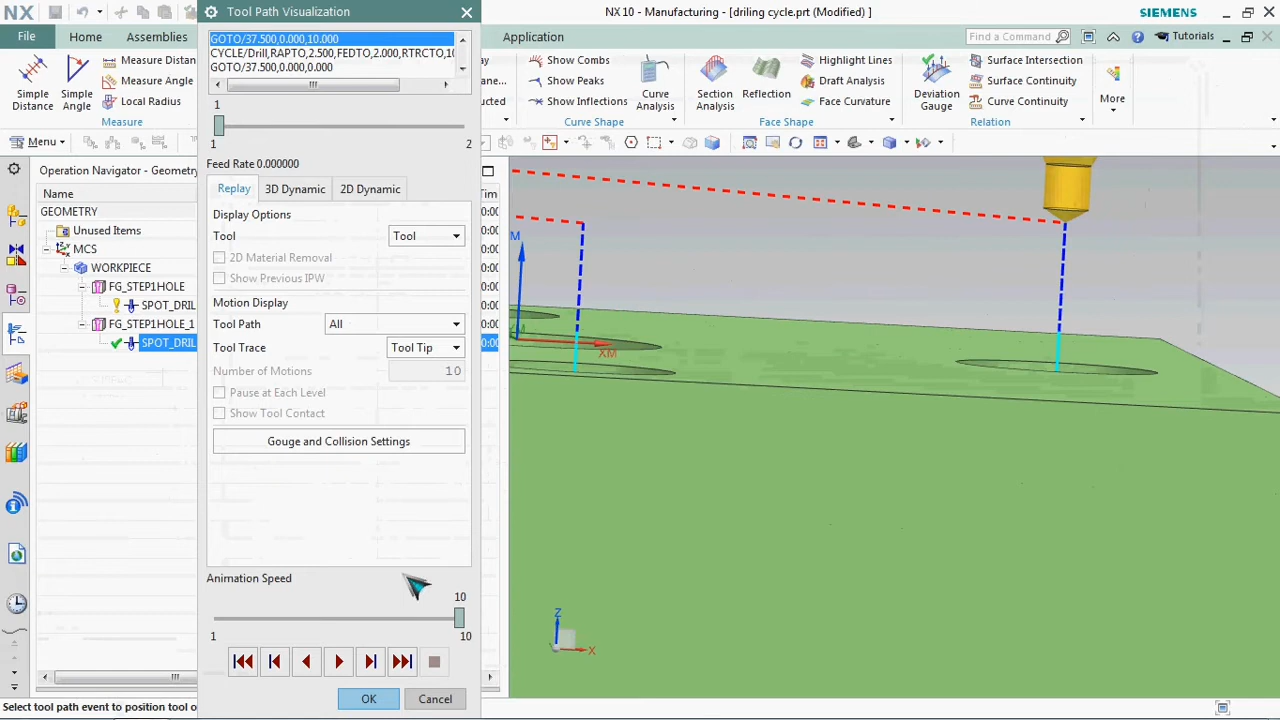 Tool Path Visualization
NX
NX 10 - Manufacturing - [driling cycle.prt (Modified) ]
SIEMENS
File
Home
Assemblies
Application
Find a Command
Tutorials
GOTO/37.500,0.000,10.000
CYCLE/Drill,RAPTO,2.500,FEDTO,2.000,RTRCTO,10
GOTO/37.500,0.000,0.000
Simple Distance
Simple Angle
Measure Distan
Measure Angle
Local Radius
Measure
Show Combs
Show Peaks
Show Inflections
Curve Analysis
Curve Shape
Section Analysis
Reflection
Highlight Lines
Draft Analysis
Face Curvature
Face Shape
Deviation Gauge
Surface Intersection
Curve Continuity
Curve Continuity
Relation
More
Menu
1
1
2
Feed Rate 0.000000
Replay
3D Dynamic
2D Dynamic
Display Options
Tool
Tool
2D Material Removal
Show Previous IPW
Motion Display
Tool Path
All
Tool Trace
Tool Tip
Number of Motions
10
Pause at Each Level
Show Tool Contact
Gouge and Collision Settings
Animation Speed
10
1
10
OK
Cancel
Operation Navigator - Geometry
Name
GEOMETRY
Unused Items
MCS
WORKPIECE
FG_STEP1HOLE
SPOT_DRIL
FG_STEP1HOLE_1
SPOT_DRIL
XM
Z
X
Select tool path event to position tool o